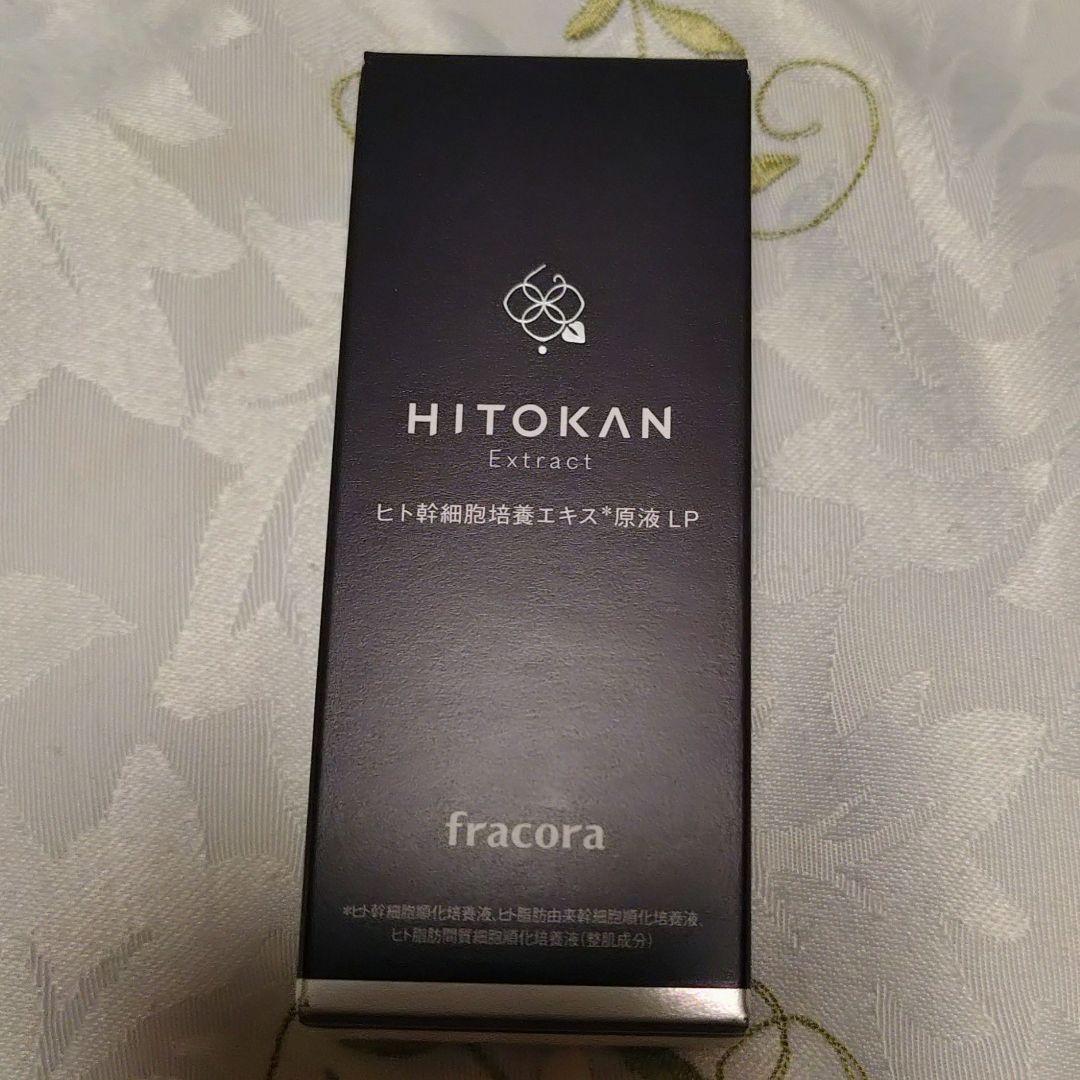 HITOKAN
Extract
ヒト幹細胞培養エキス*原液 LP
fracora
*ヒト幹細胞順化培養液、ヒト脂肪由来幹細胞順化培養液、
ヒト脂肪間質細胞順化培養液(整肌成分)